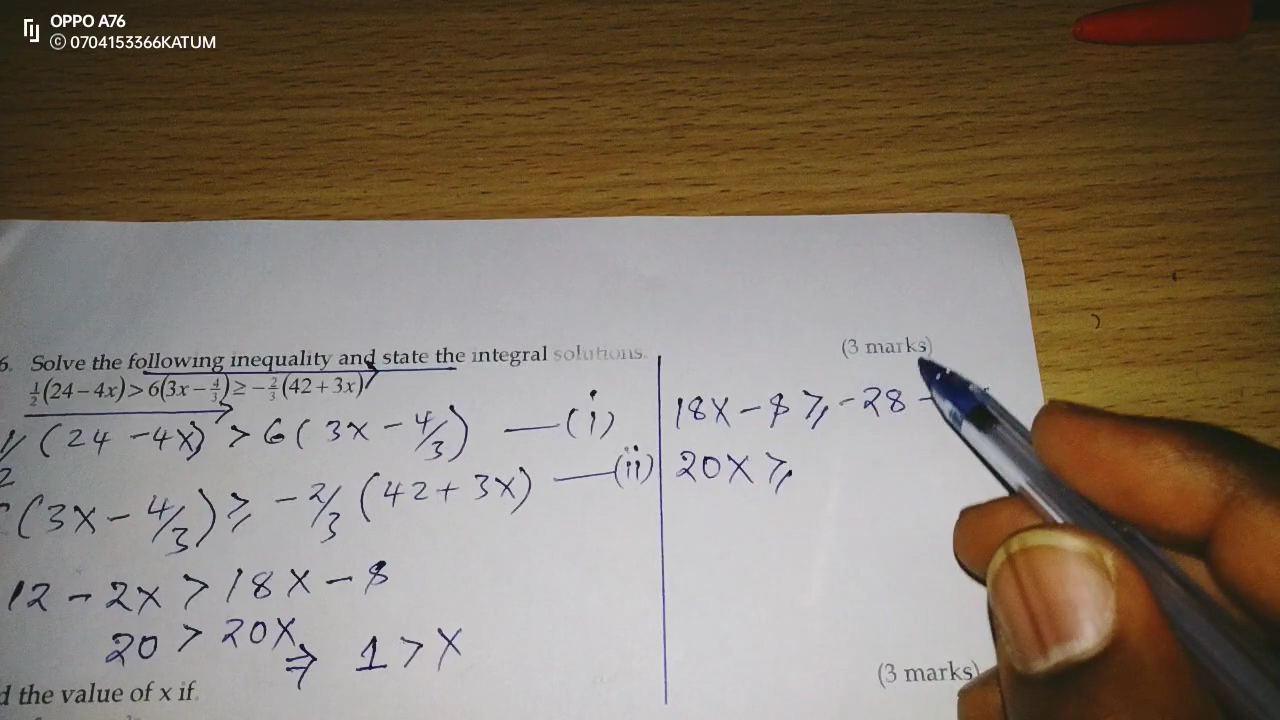 OPPO A76
© 0704153366KATUM
6. Solve the following inequality and state the integral solutions. (3 marks)
½(24 − 4x) > 6(3x − 4/3) ≥ −⅔(42 + 3x)
1/2 (24 − 4x) > 6(3x − 4/3) —(i)
(3x − 4/3) ≥ −2/3 (42 + 3x) —(ii)
12 − 2x > 18x − 8
20 > 20x ⇒ 1 > x
18x − 8 ≥ −28 −
20x ≥
(3 marks)
d the value of x if